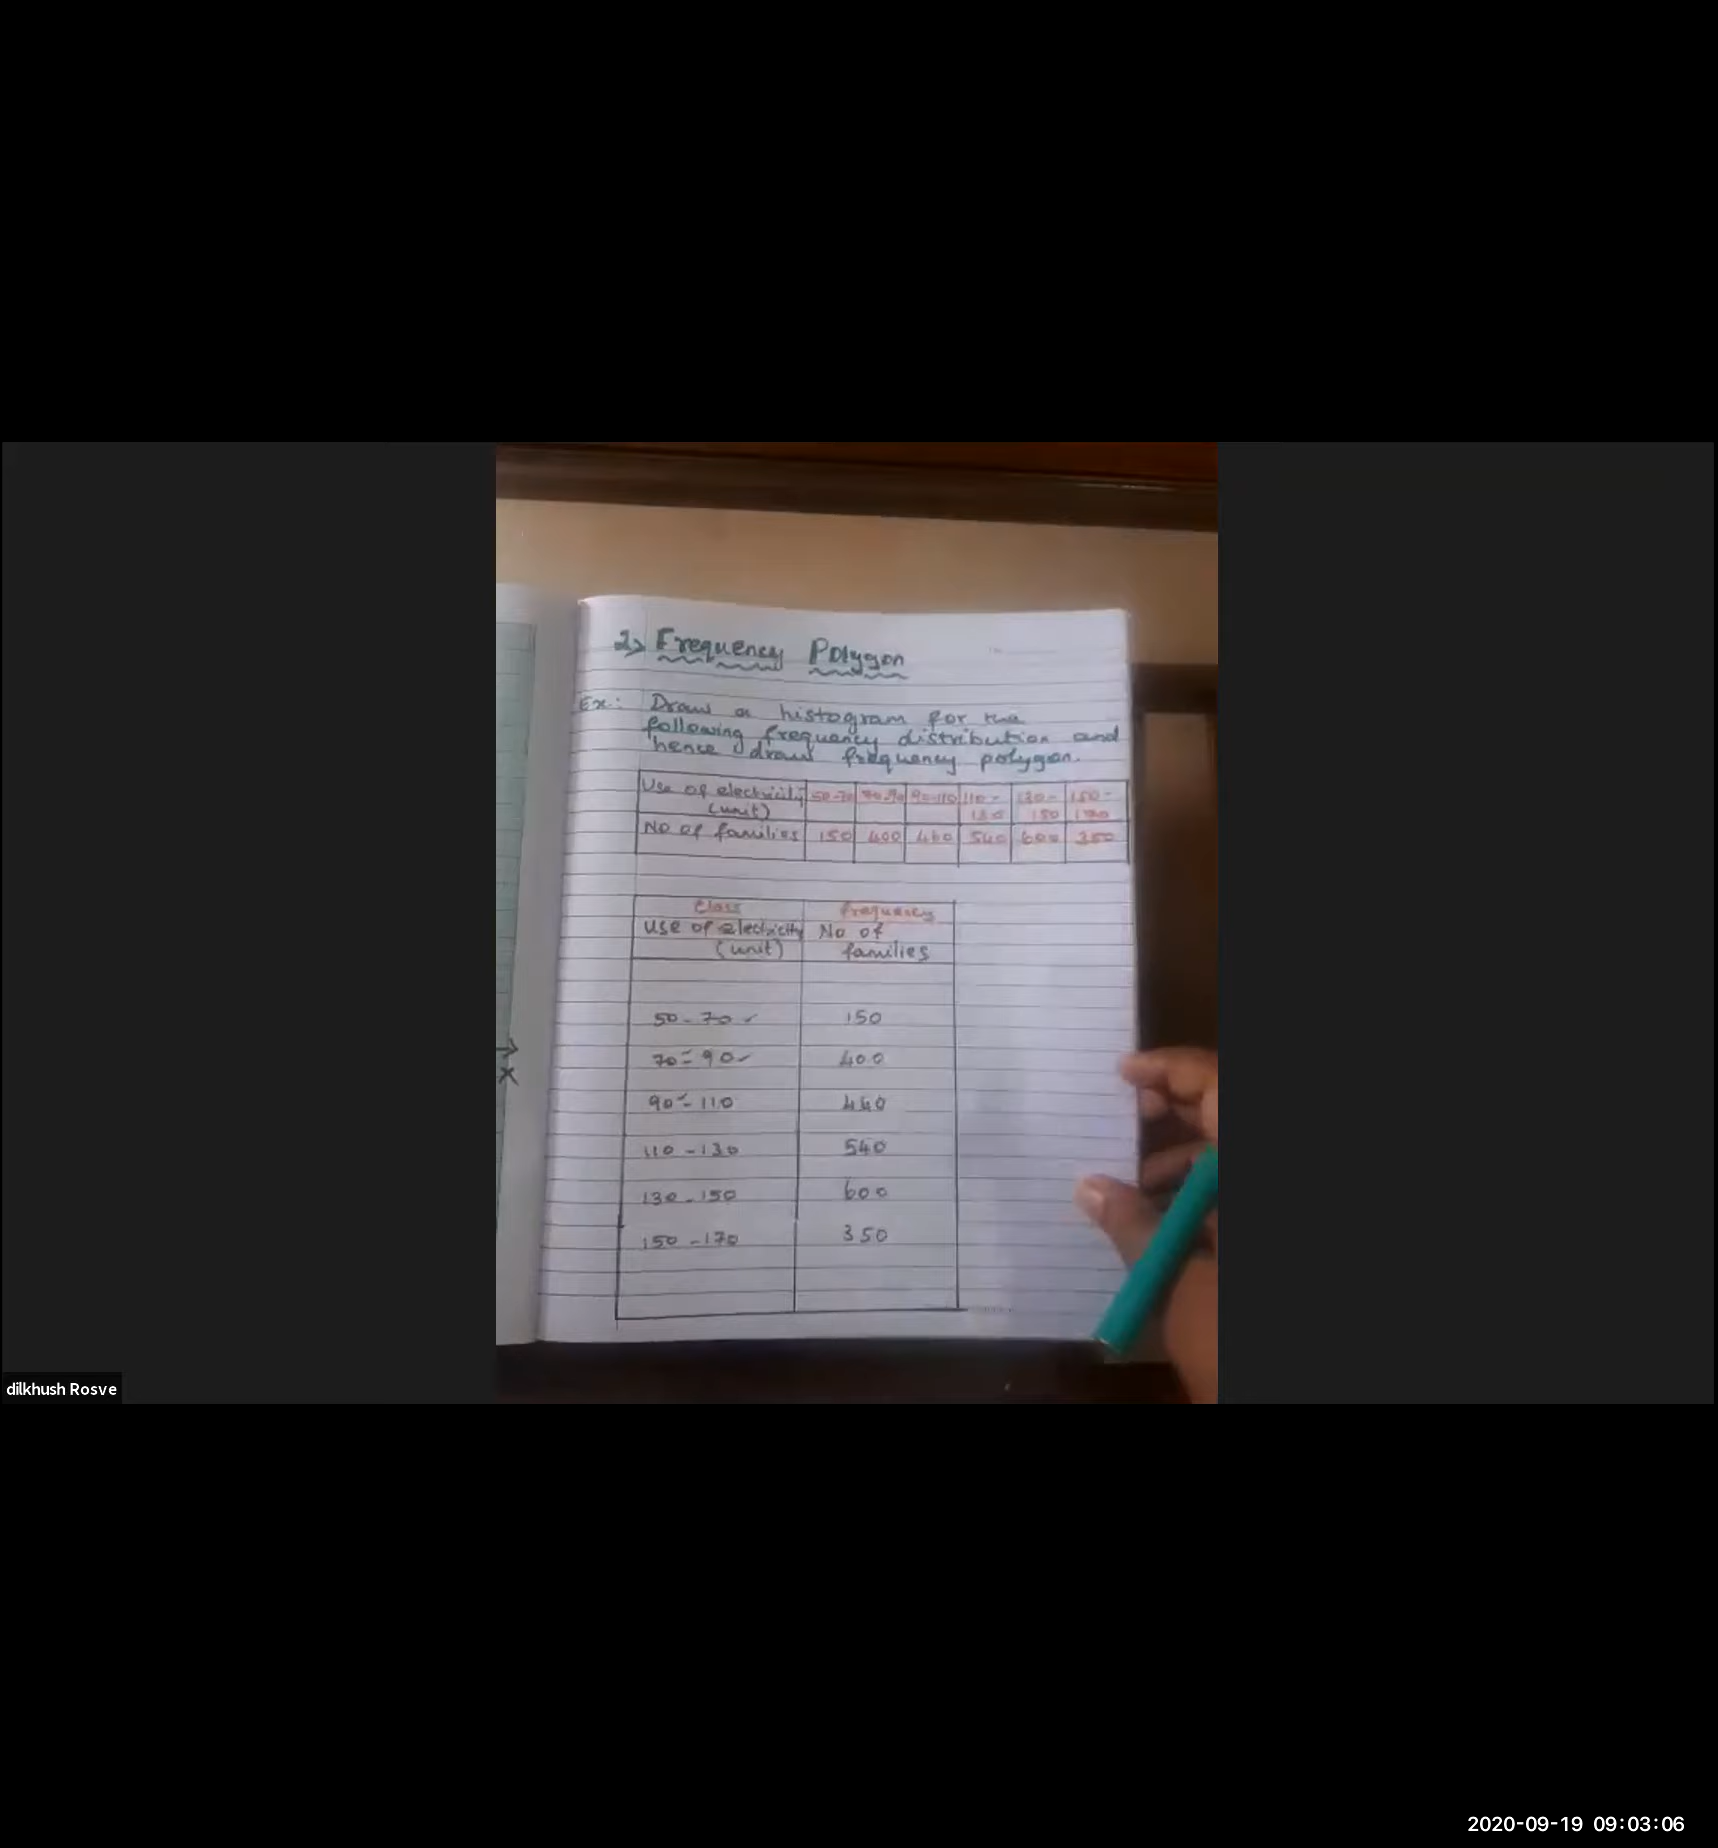 2> Frequency Polygon
Ex.: Draw a histogram for the
following frequency distribution and
hence draw frequency polygon.
Use of electricity (unit) 50-70 70-90 90-110 110-130 130-150 150-170
No of families 150 400 460 540 600 350
Class Frequency
Use of electricity (unit) No of families
50 - 70 150
70 - 90 400
90 - 110 460
110 - 130 540
130 - 150 600
150 - 170 350
X
dilkhush Rosve
2020-09-19 09:03:06